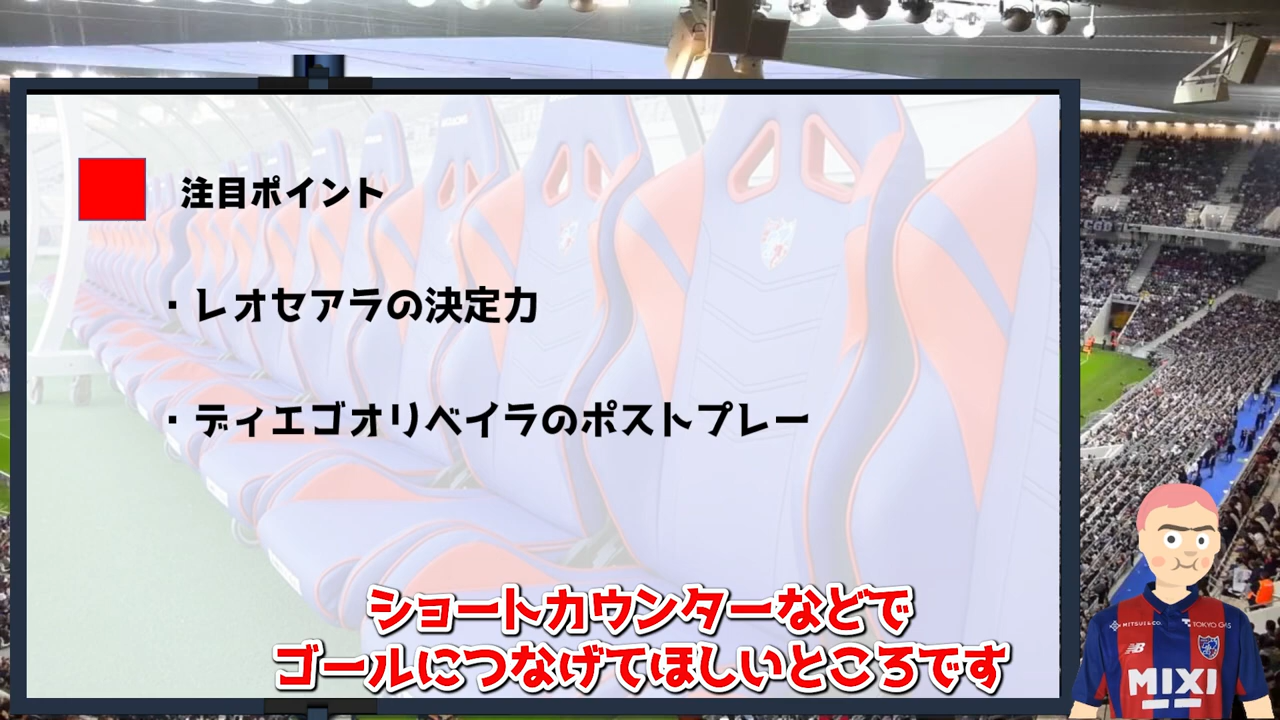 注目ポイント
・レオセアラの決定力
・ディエゴオリベイラのポストプレー
ショートカウンターなどで
ゴールにつなげてほしいところです
MITSUI&CO.
TOKYO GAS
NB
MIXI